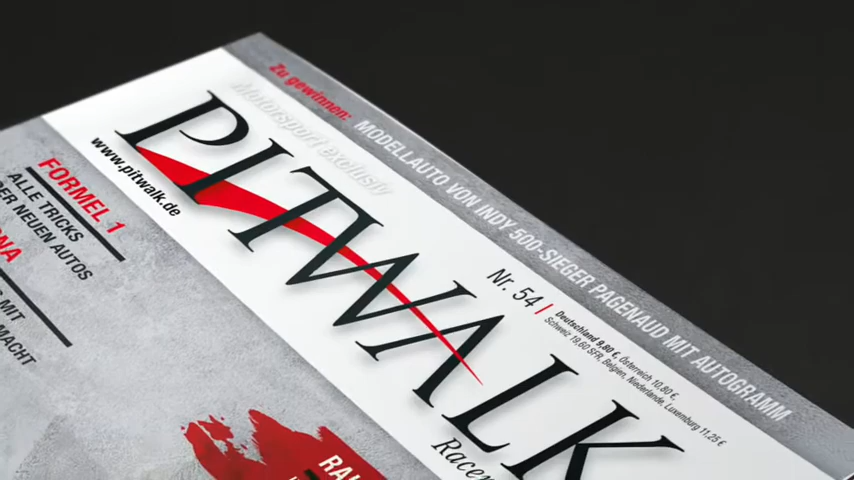 Zu gewinnen: MODELLAUTO VON INDY 500-SIEGER PAGENAUD MIT AUTOGRAMM
Motorsport exclusiv
PITWALK
www.pitwalk.de
Nr. 54 |
Deutschland 9,80 €, Österreich 10,80 €,
Schweiz 19,60 SFR, Belgien, Niederlande, Luxemburg 11,25 €
FORMEL 1
ALLE TRICKS
DER NEUEN AUTOS
MIT
MACHT